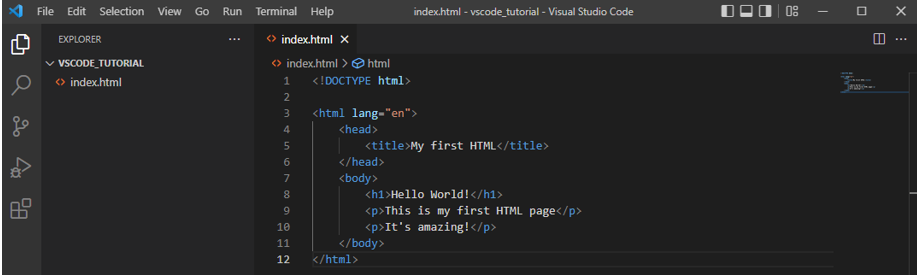 File Edit Selection View Go Run Terminal Help index.html - vscode_tutorial - Visual Studio Code
EXPLORER ... index.html
VSCODE_TUTORIAL index.html > html
index.html
1 <!DOCTYPE html>
2
3 <html lang="en">
4 <head>
5 <title>My first HTML</title>
6 </head>
7 <body>
8 <h1>Hello World!</h1>
9 <p>This is my first HTML page</p>
10 <p>It's amazing!</p>
11 </body>
12 </html>